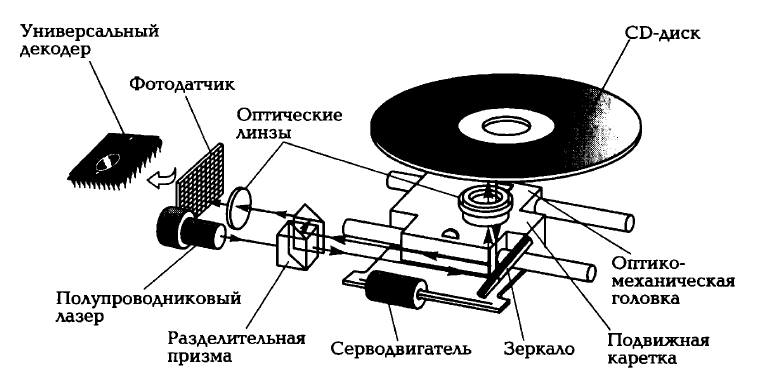 Универсальный
декодер
CD-диск
Фотодатчик
Оптические
линзы
Оптико-
механическая
головка
Полупроводниковый
лазер
Разделительная
призма
Серводвигатель
Зеркало
Подвижная
каретка